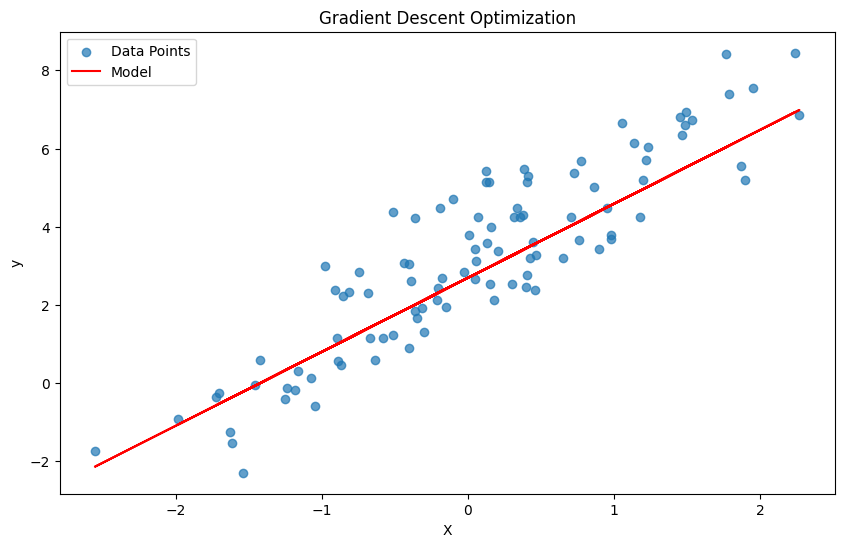 Gradient Descent Optimization
Data Points
Model
8
6
4
2
0
−2
y
−2
−1
0
1
2
X